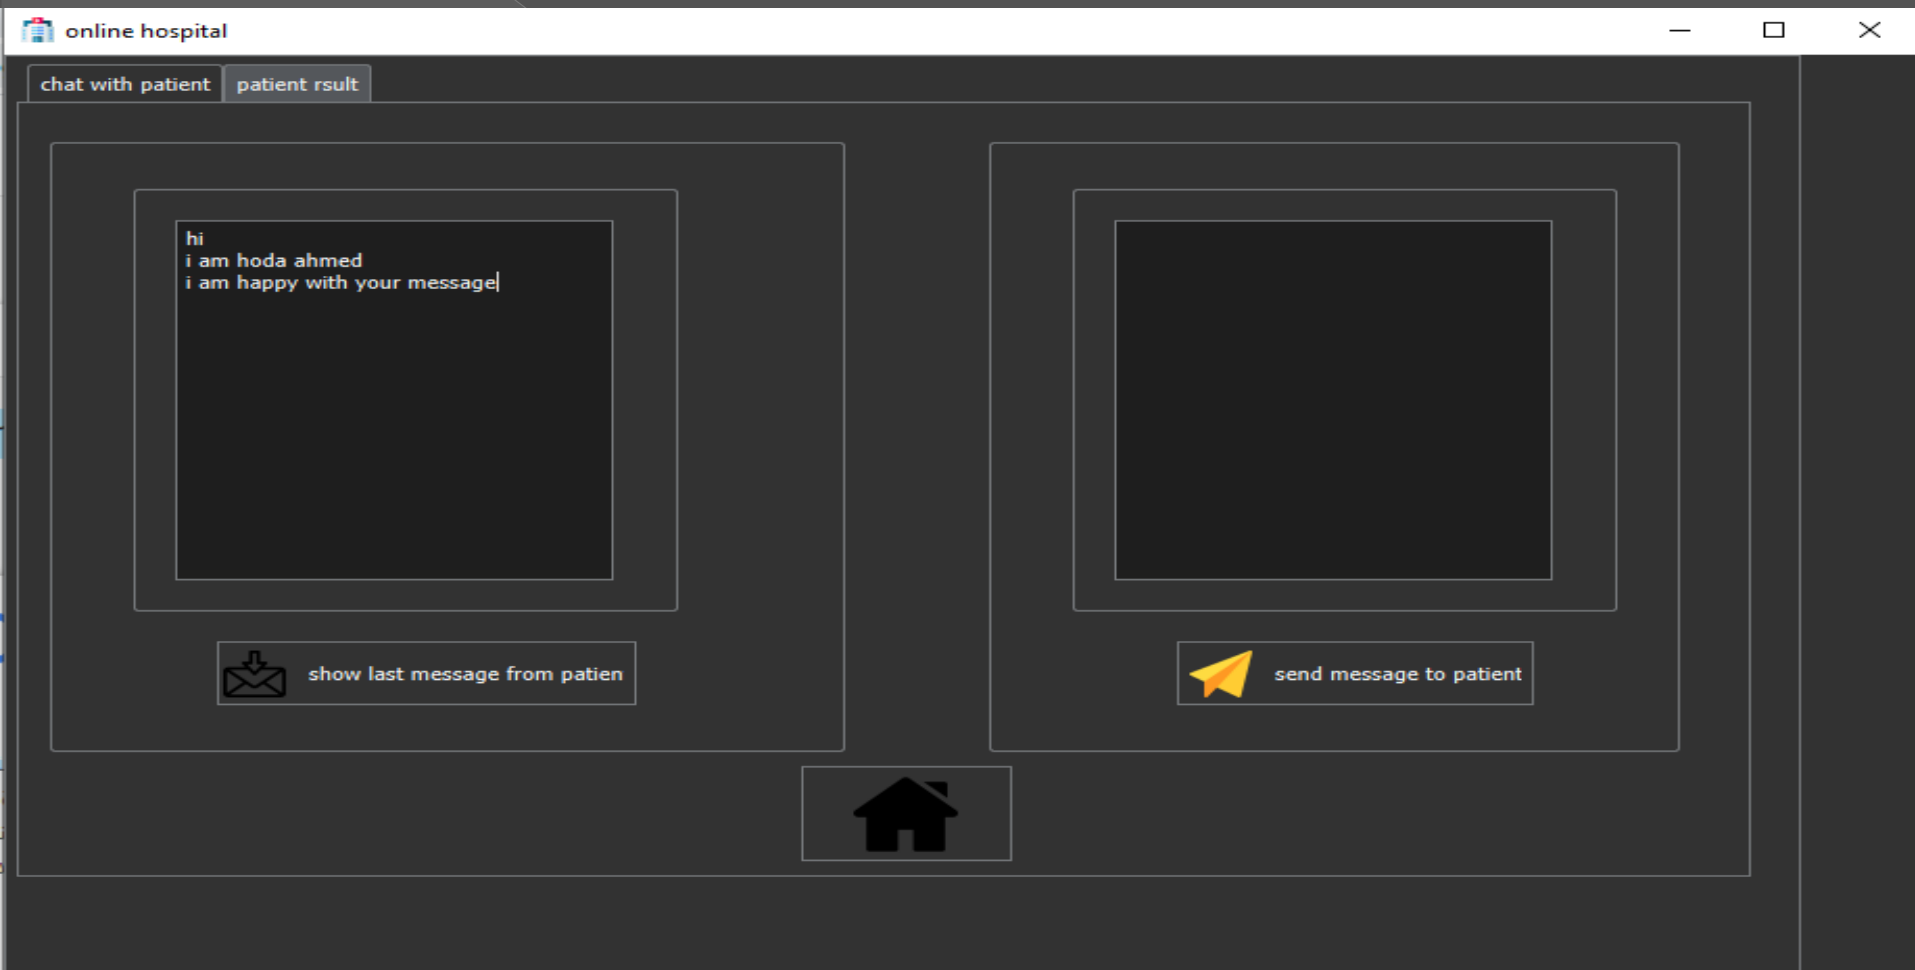 online hospital
chat with patient
patient rsult
hi
i am hoda ahmed
i am happy with your message
show last message from patien
send message to patient